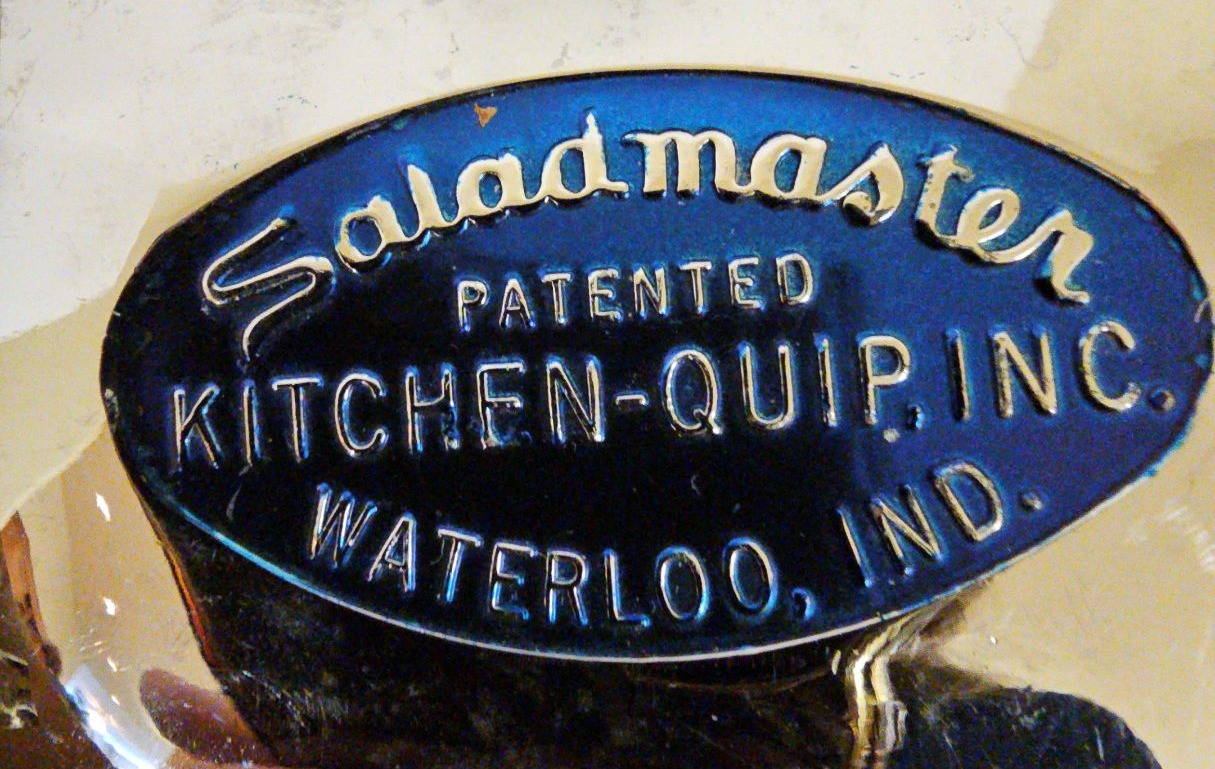 Saladmaster
PATENTED
KITCHEN-QUIP, INC.
WATERLOO, IND.